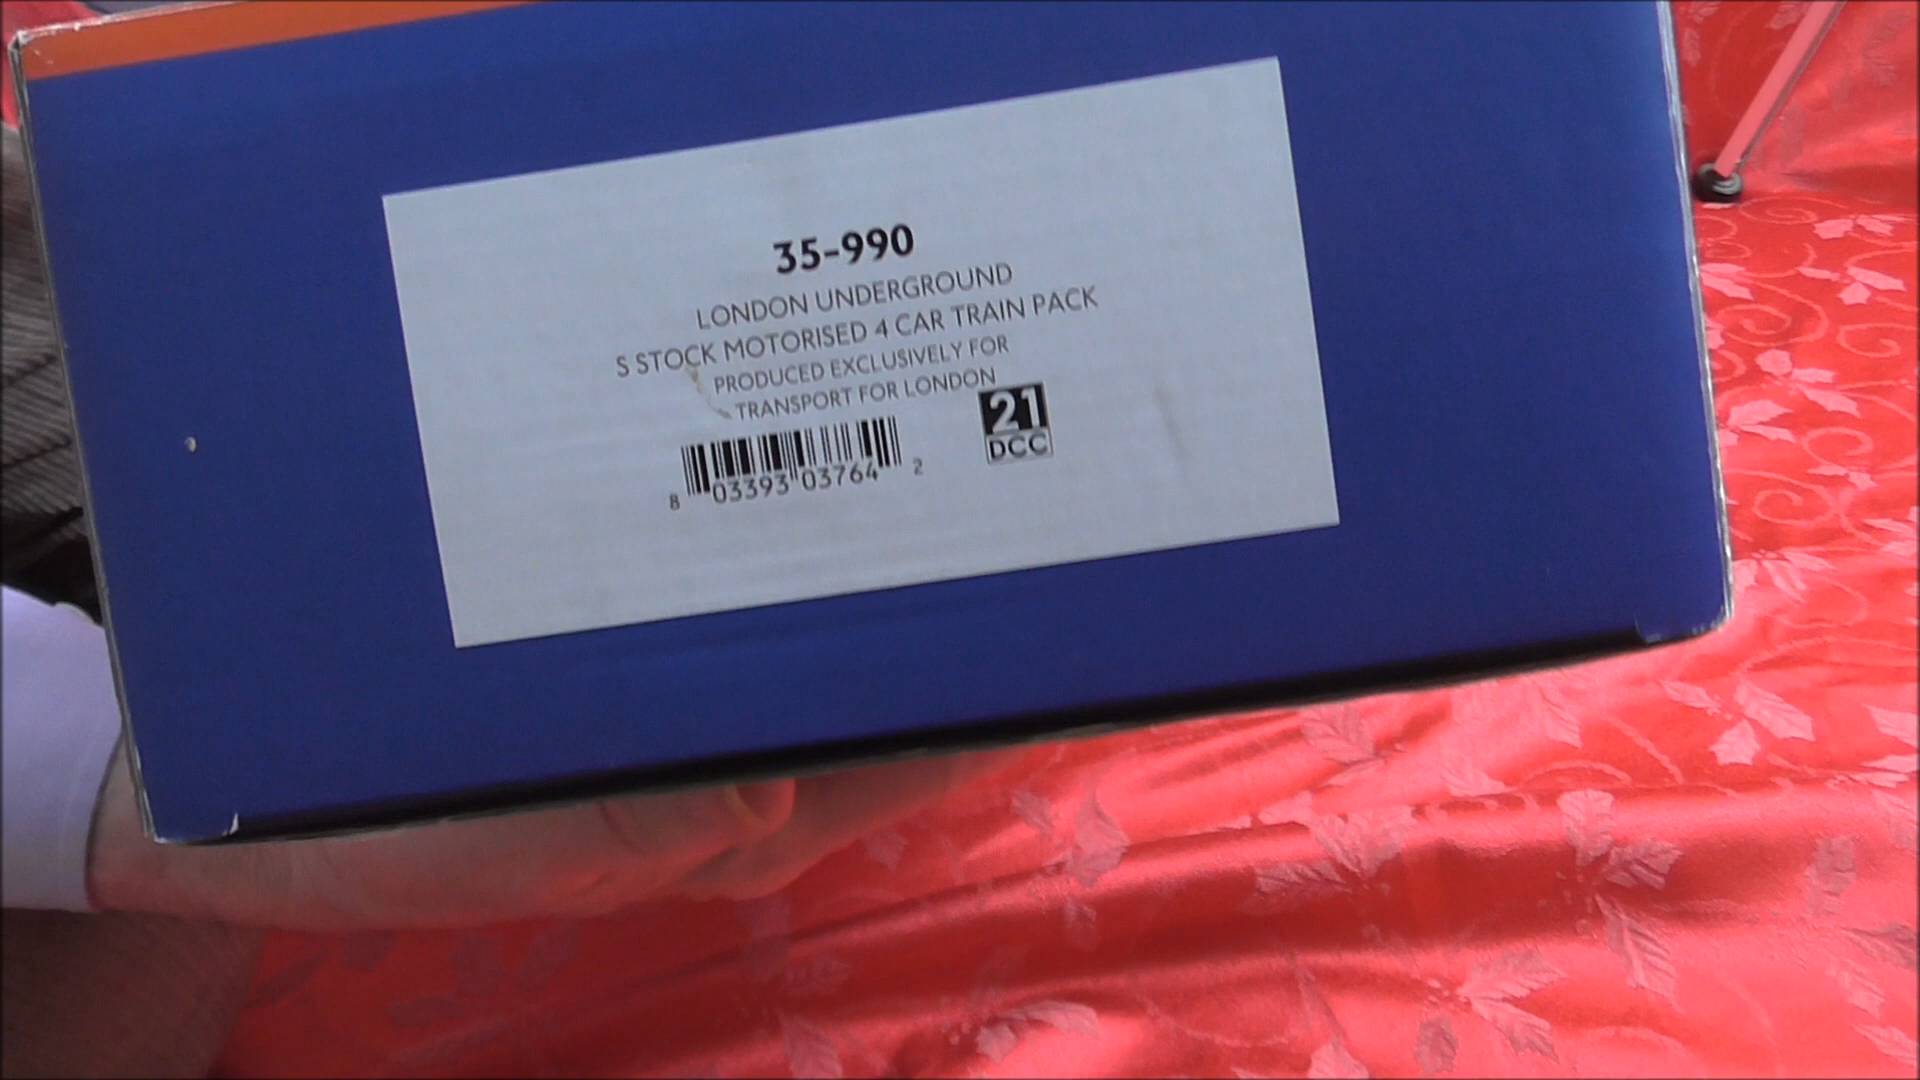 35-990
LONDON UNDERGROUND
S STOCK MOTORISED 4 CAR TRAIN PACK
PRODUCED EXCLUSIVELY FOR
TRANSPORT FOR LONDON
21
DCC
8 03393 03764 2